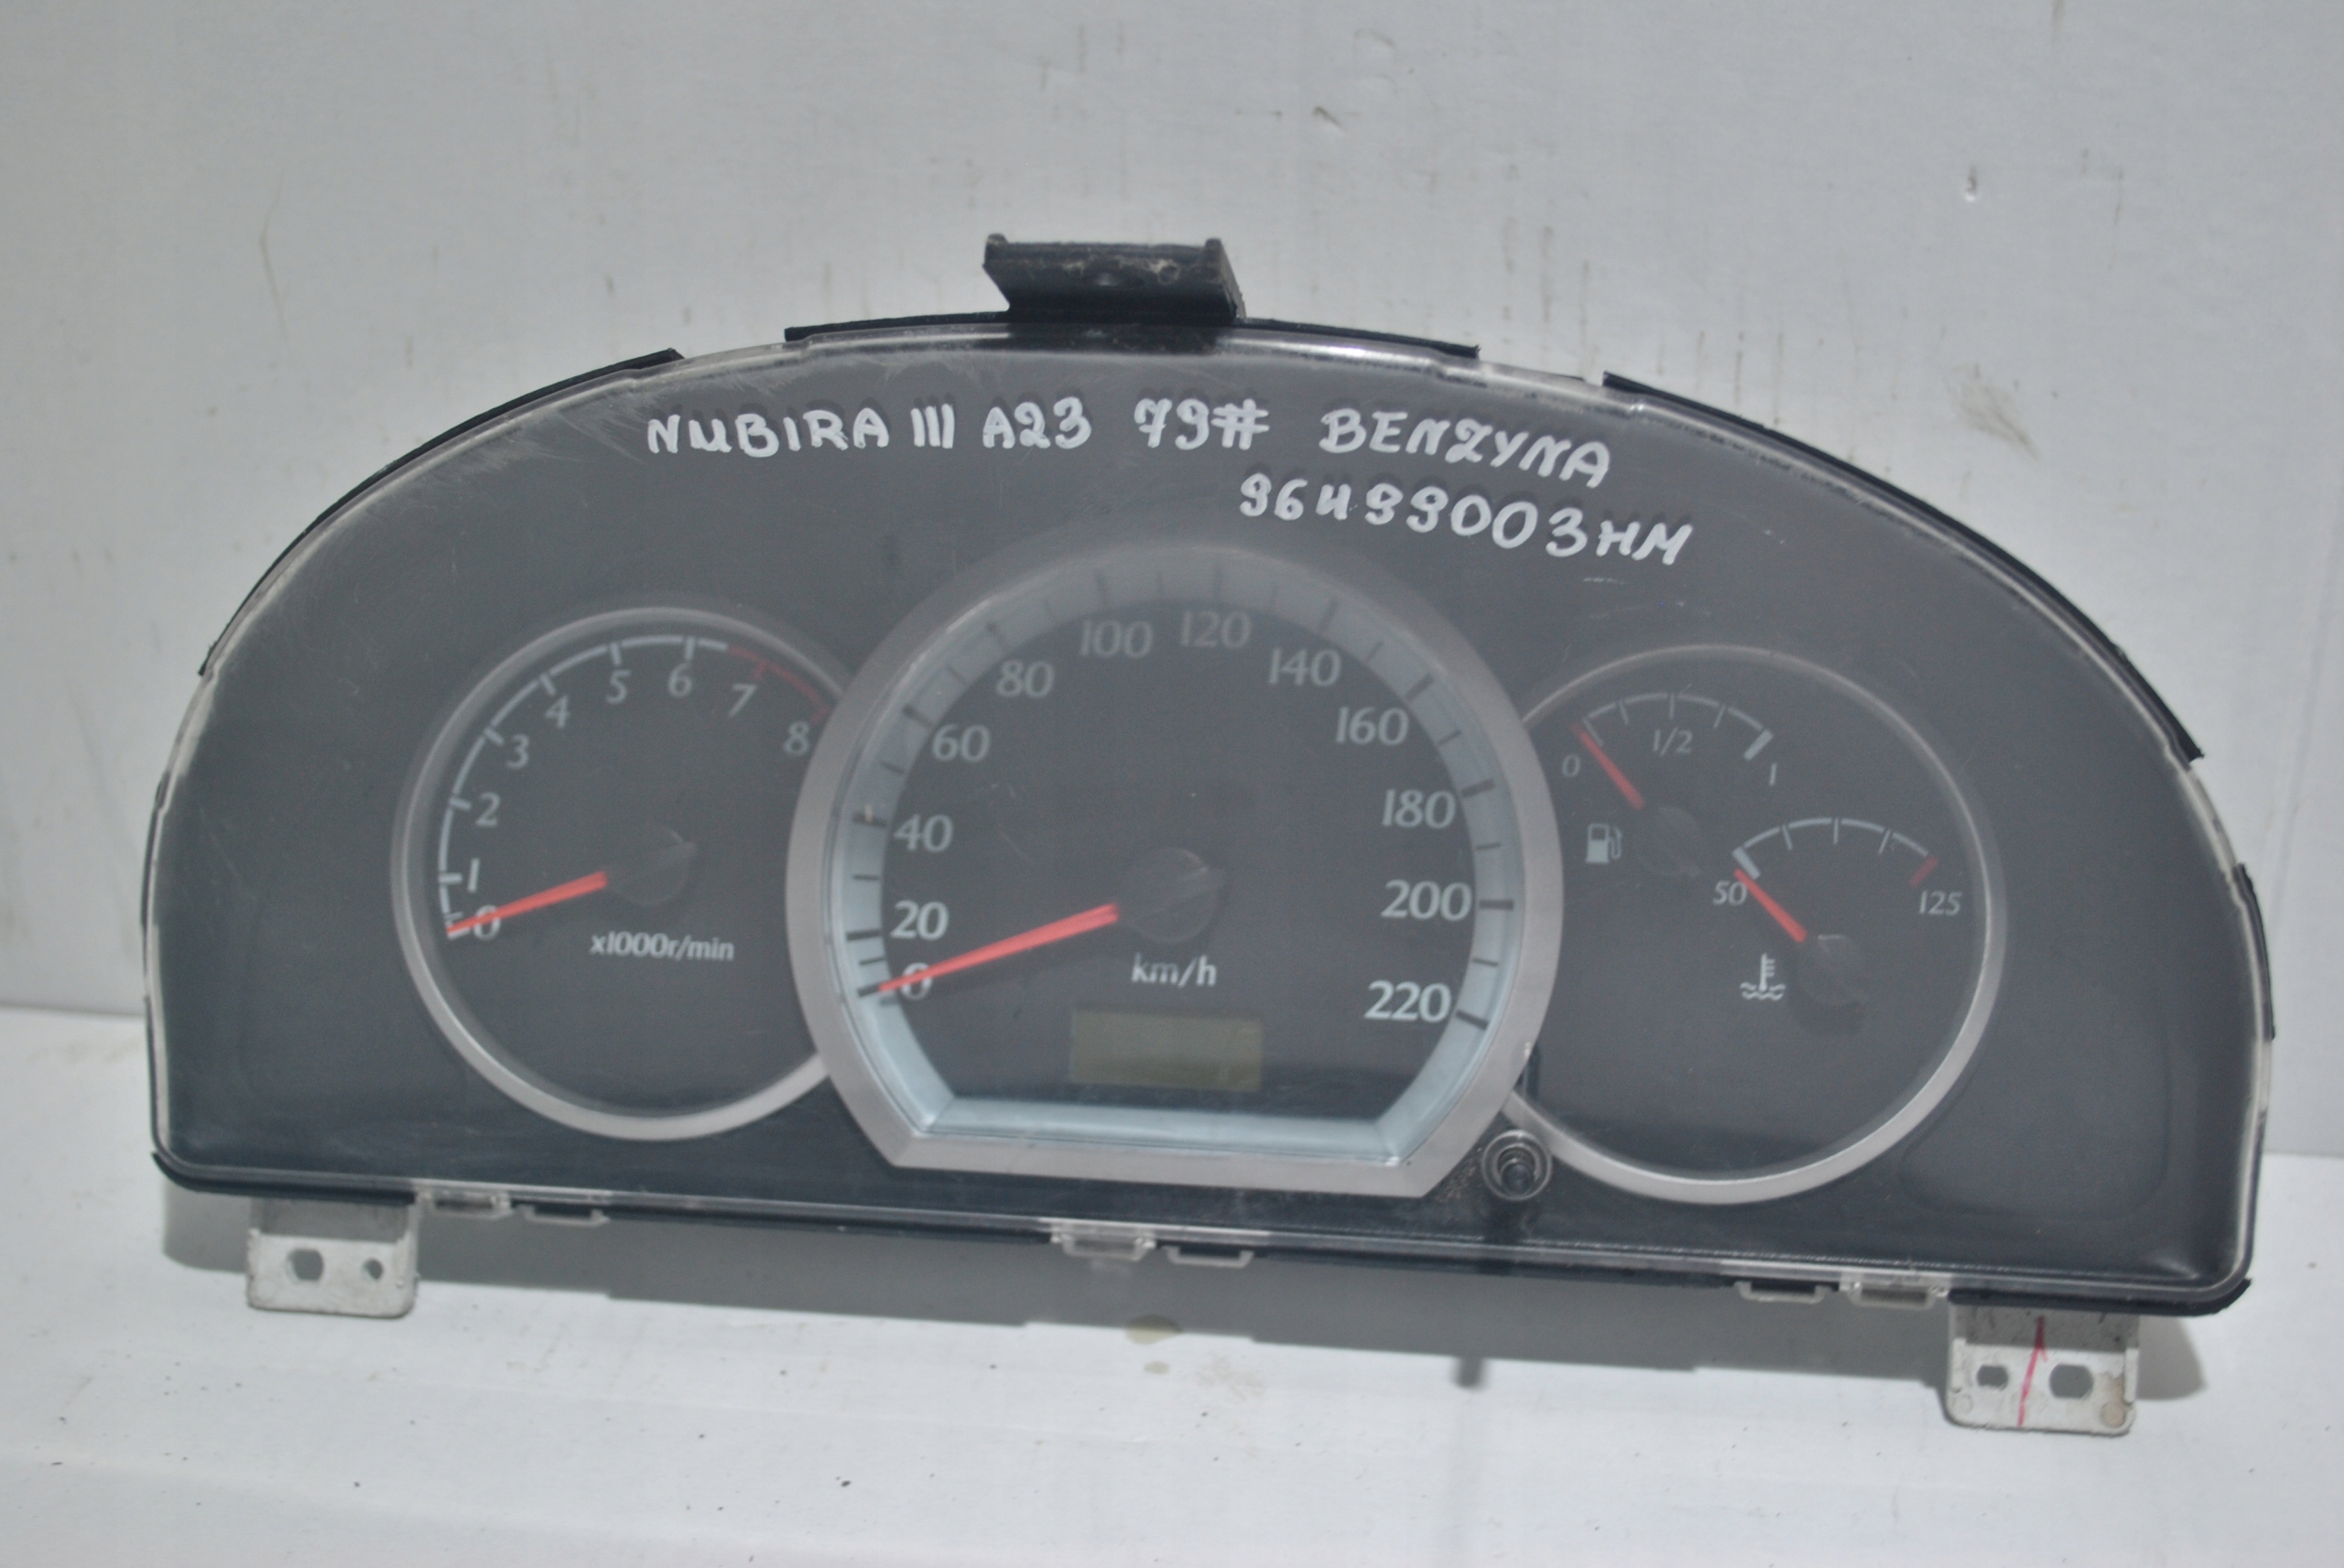 NUBIRA III A23 79# BENZYNA
96499003HM
0 1 2 3 4 5 6 7 8
x1000r/min
0 20 40 60 80 100 120 140 160 180 200 220
km/h
0 1/2 1
50 125